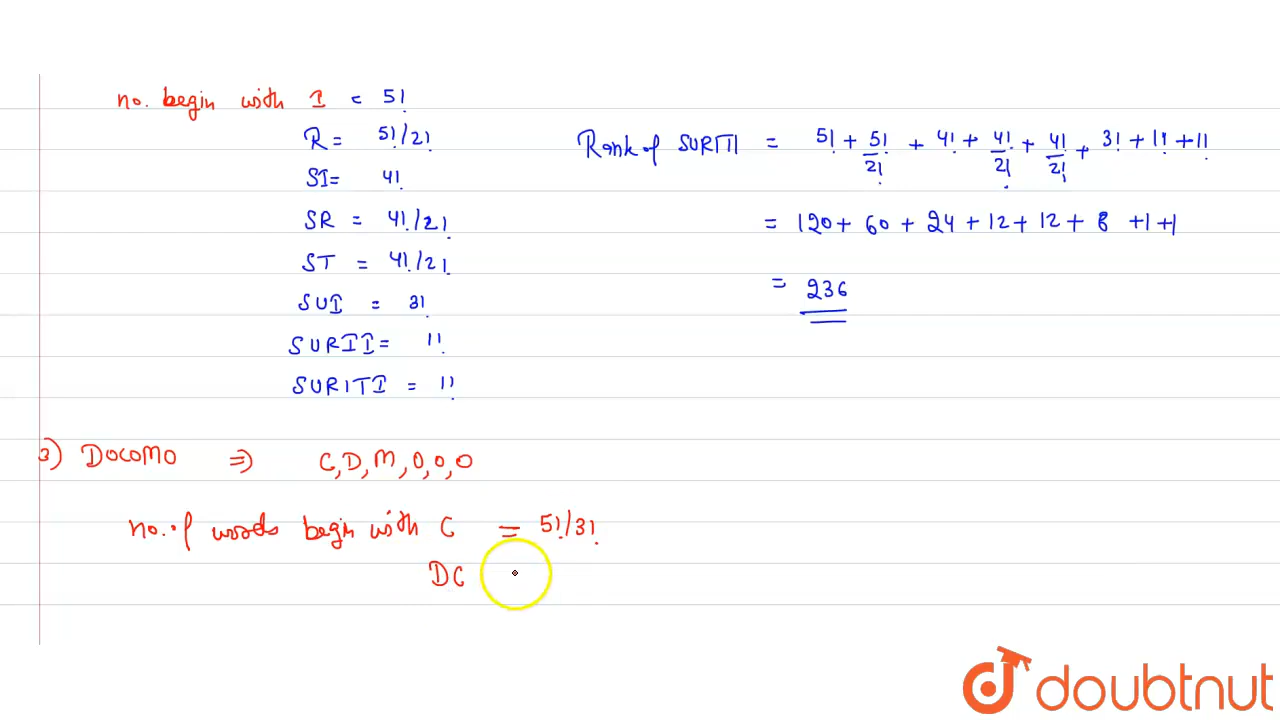 no. begin with I = 5!
R = 5!/2!
SI = 4!
SR = 4!/2!
ST = 4!/2!
SUI = 3!
SURII = 1!
SURITI = 1!
Rank of SURITI = 5! + 5!/2! + 4! + 4!/2! + 4!/2! + 3! + 1! + 1!
= 120 + 60 + 24 + 12 + 12 + 6 + 1 + 1
= 236
3) DOCOMO ⇒ C, D, M, O, O, O
no. of words begin with C = 5!/3!
DC
doubtnut